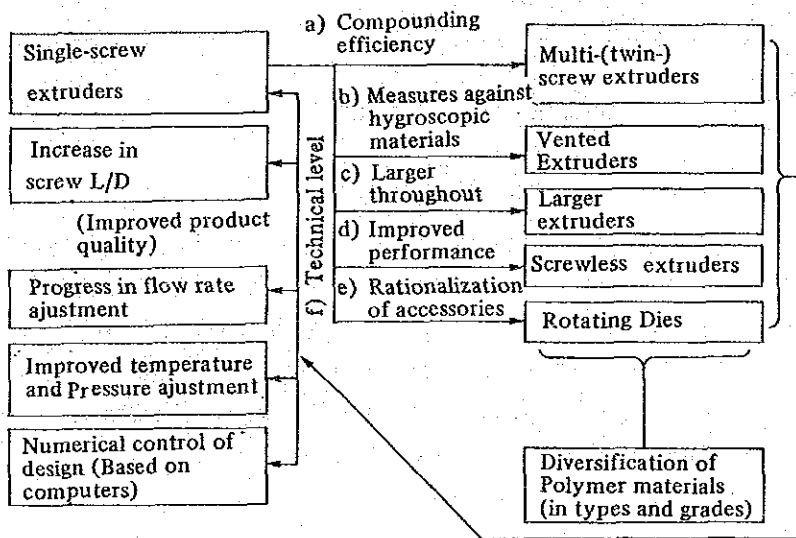 Single-screw
extruders
Increase in
screw L/D
(Improved product
quality)
Progress in flow rate
ajustment
Improved temperature
and Pressure ajustment
Numerical control of
design (Based on
computers)
f) Technical level
a) Compounding
efficiency
b) Measures against
hygroscopic
materials
c) Larger
throughout
d) Improved
performance
e) Rationalization
of accessories
Multi-(twin-)
screw extruders
Vented
Extruders
Larger
extruders
Screwless extruders
Rotating Dies
Diversification of
Polymer materials
(in types and grades)